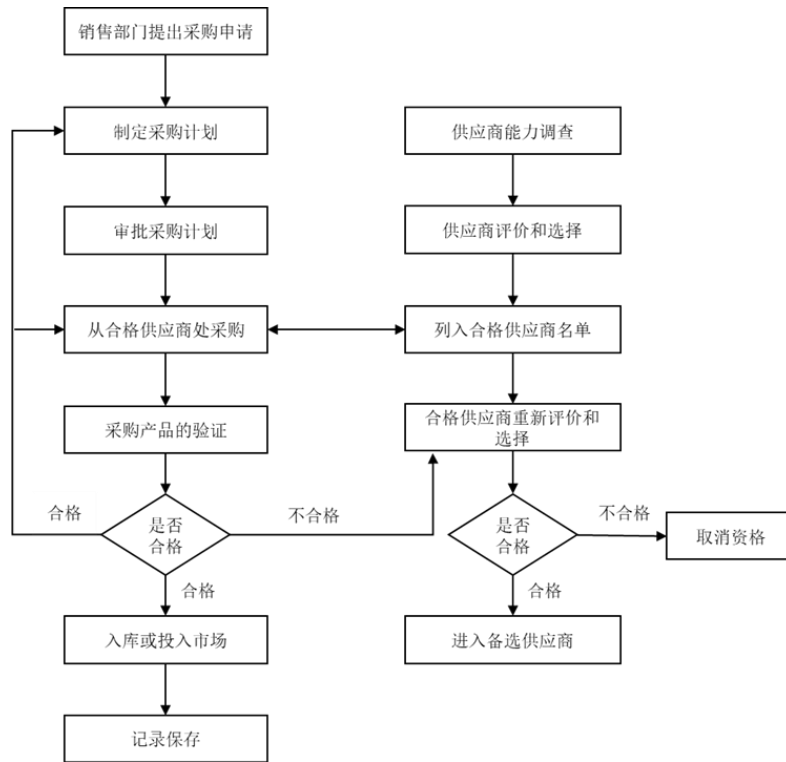 销售部门提出采购申请
制定采购计划
供应商能力调查
审批采购计划
供应商评价和选择
从合格供应商处采购
列入合格供应商名单
采购产品的验证
合格供应商重新评价和
选择
合格
是否
合格
不合格
是否
合格
不合格
取消资格
合格
合格
入库或投入市场
进入备选供应商
记录保存